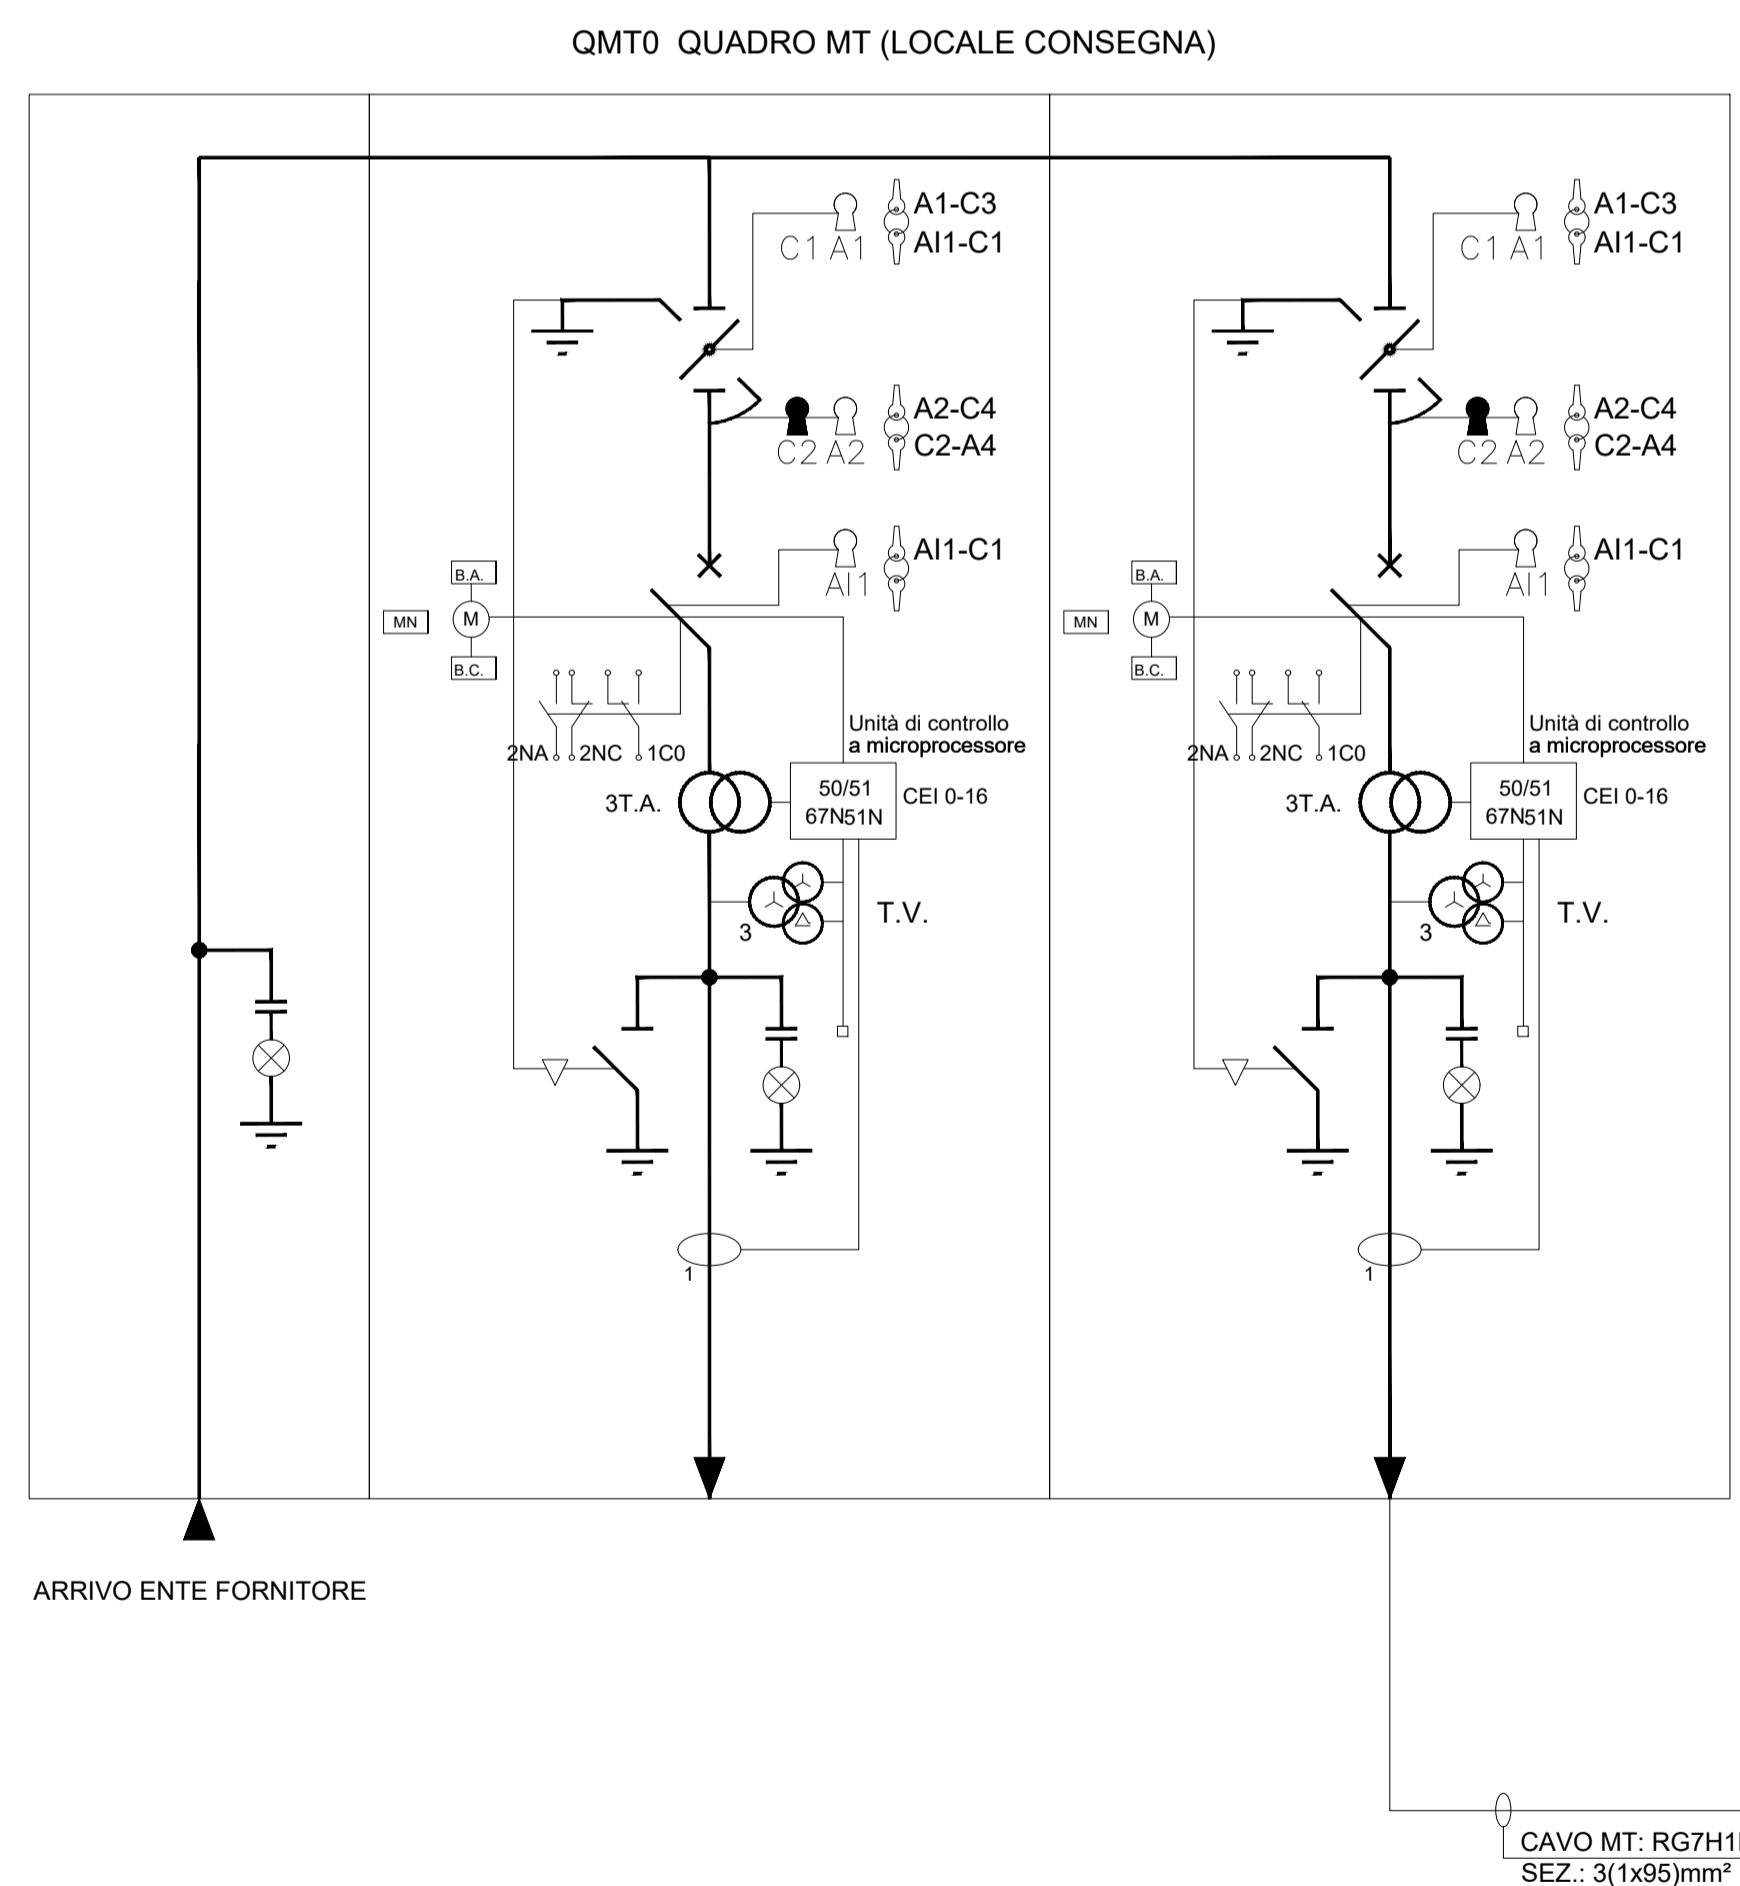 QMT0 QUADRO MT (LOCALE CONSEGNA)
A1-C3
AI1-C1
C1 A1
A2-C4
C2-A4
C2 A2
AI1-C1
AI1
B.A.
MN
M
B.C.
2NA
2NC
1C0
Unità di controllo
a microprocessore
3T.A.
50/51
67N51N
CEI 0-16
T.V.
3
1
A1-C3
AI1-C1
C1 A1
A2-C4
C2-A4
C2 A2
AI1-C1
AI1
B.A.
MN
M
B.C.
2NA
2NC
1C0
Unità di controllo
a microprocessore
3T.A.
50/51
67N51N
CEI 0-16
T.V.
3
1
ARRIVO ENTE FORNITORE
CAVO MT: RG7H1
SEZ.: 3(1x95)mm²